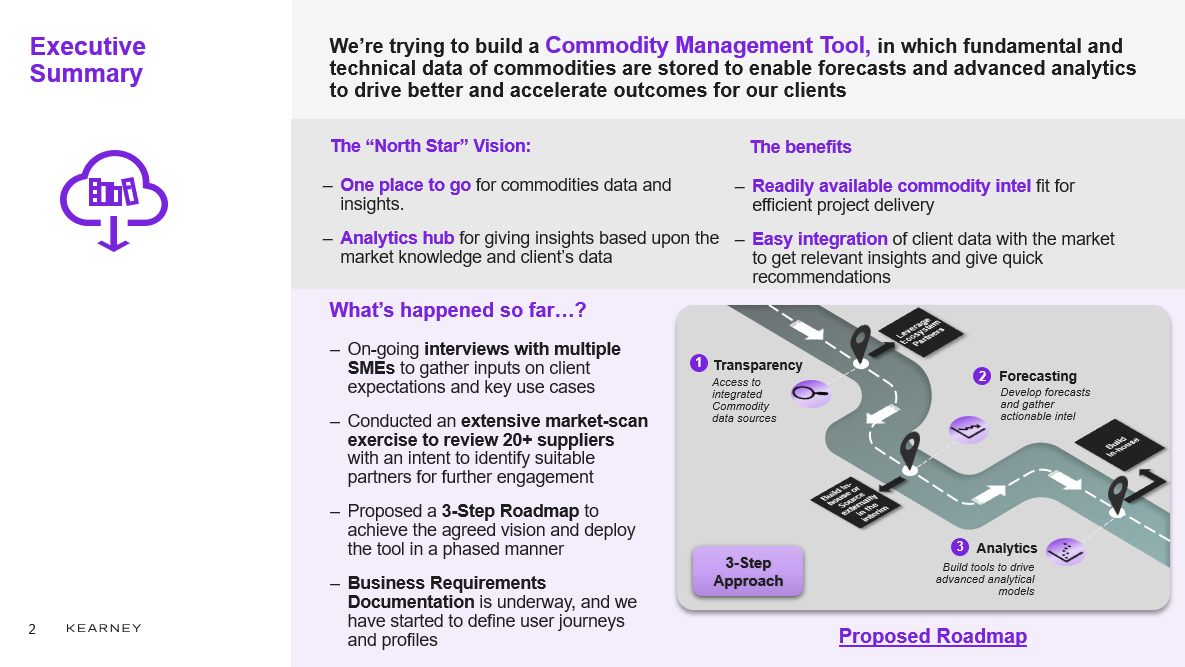 Executive
Summary
We’re trying to build a Commodity Management Tool, in which fundamental and
technical data of commodities are stored to enable forecasts and advanced analytics
to drive better and accelerate outcomes for our clients
The “North Star” Vision:
– One place to go for commodities data and
insights.
– Analytics hub for giving insights based upon the
market knowledge and client’s data
The benefits
– Readily available commodity intel fit for
efficient project delivery
– Easy integration of client data with the market
to get relevant insights and give quick
recommendations
What’s happened so far…?
– On-going interviews with multiple
SMEs to gather inputs on client
expectations and key use cases
– Conducted an extensive market-scan
exercise to review 20+ suppliers
with an intent to identify suitable
partners for further engagement
– Proposed a 3-Step Roadmap to
achieve the agreed vision and deploy
the tool in a phased manner
– Business Requirements
Documentation is underway, and we
have started to define user journeys
and profiles
Leverage
Ecosystem
Partners
1 Transparency
Access to
integrated
Commodity
data sources
2 Forecasting
Develop forecasts
and gather
actionable intel
Build
In-house
Build In-
house or
Source
externally
in the
interim
3 Analytics
Build tools to drive
advanced analytical
models
3-Step
Approach
Proposed Roadmap
2 KEARNEY